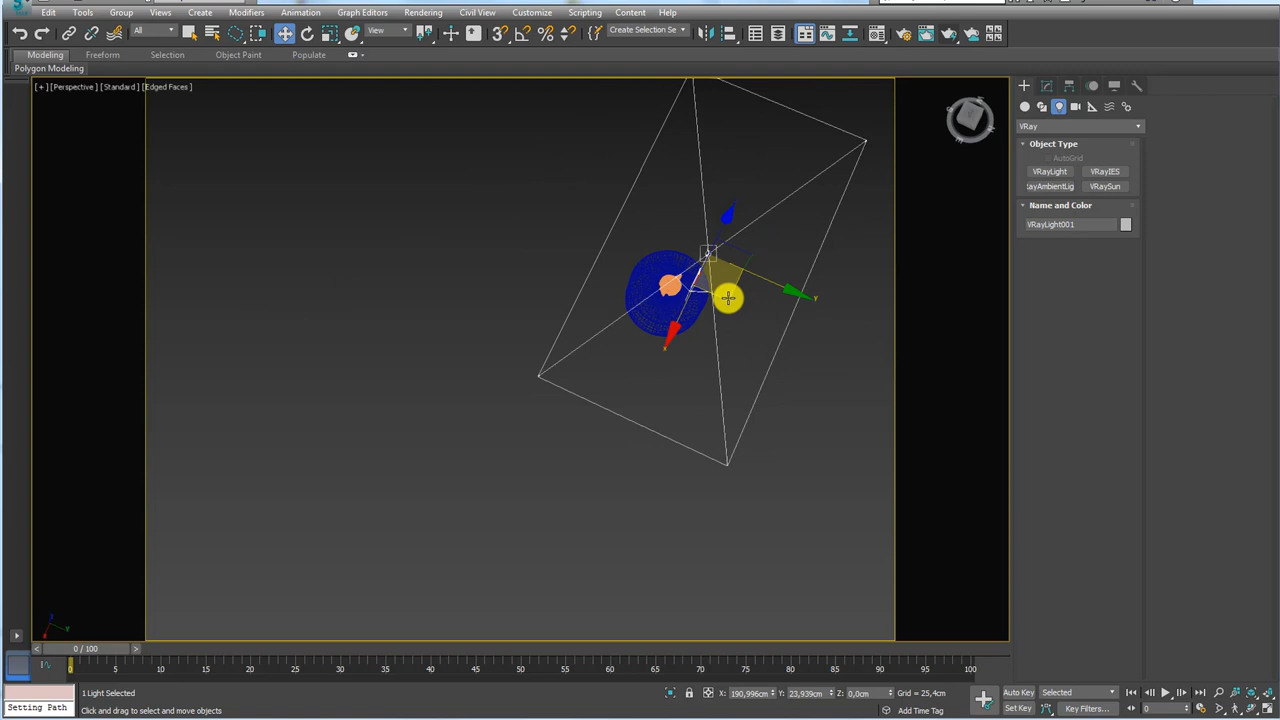 Edit Tools Group Views Create Modifiers Animation Graph Editors Rendering Civil View Customize Scripting Content Help
All View Create Selection Se
Modeling Freeform Selection Object Paint Populate
Polygon Modeling
[+] [Perspective] [Standard] [Edged Faces]
VRay
Object Type
AutoGrid
VRayLight VRayIES
RayAmbientLig VRaySun
Name and Color
VRayLight001
y
x
0 / 100
0 5 10 15 20 25 30 35 40 45 50 55 60 65 70 75 80 85 90 95 100
1 Light Selected X: 190,996cm Y: 23,939cm Z: 0,0cm Grid = 25,4cm Auto Key Selected
Setting Path Click and drag to select and move objects Add Time Tag Set Key Key Filters... 0